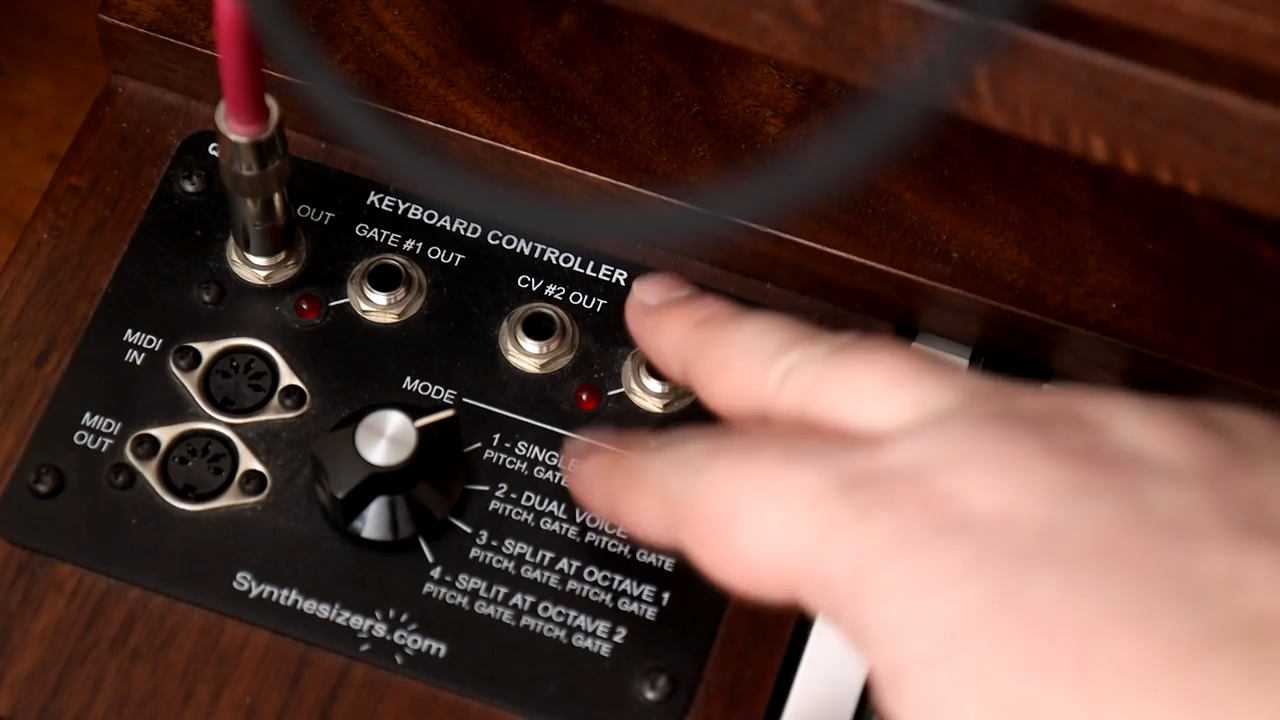 OUT
KEYBOARD CONTROLLER
GATE #1 OUT
CV #2 OUT
MIDI
IN
MIDI
OUT
MODE
1 - SINGLE
PITCH, GATE
2 - DUAL VOICE
PITCH, GATE, PITCH, GATE
3 - SPLIT AT OCTAVE 1
PITCH, GATE, PITCH, GATE
4 - SPLIT AT OCTAVE 2
PITCH, GATE, PITCH, GATE
Synthesizers.com